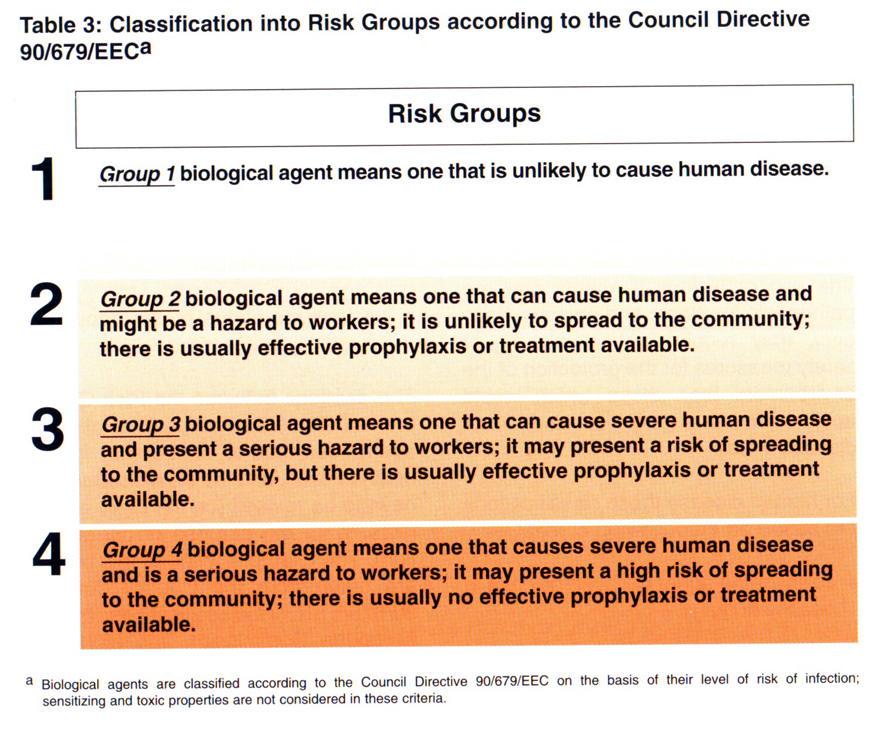 Table 3: Classification into Risk Groups according to the Council Directive
90/679/EECa
Risk Groups
1
Group 1 biological agent means one that is unlikely to cause human disease.
2
Group 2 biological agent means one that can cause human disease and
might be a hazard to workers; it is unlikely to spread to the community;
there is usually effective prophylaxis or treatment available.
3
Group 3 biological agent means one that can cause severe human disease
and present a serious hazard to workers; it may present a risk of spreading
to the community, but there is usually effective prophylaxis or treatment
available.
4
Group 4 biological agent means one that causes severe human disease
and is a serious hazard to workers; it may present a high risk of spreading
to the community; there is usually no effective prophylaxis or treatment
available.
a Biological agents are classified according to the Council Directive 90/679/EEC on the basis of their level of risk of infection;
sensitizing and toxic properties are not considered in these criteria.